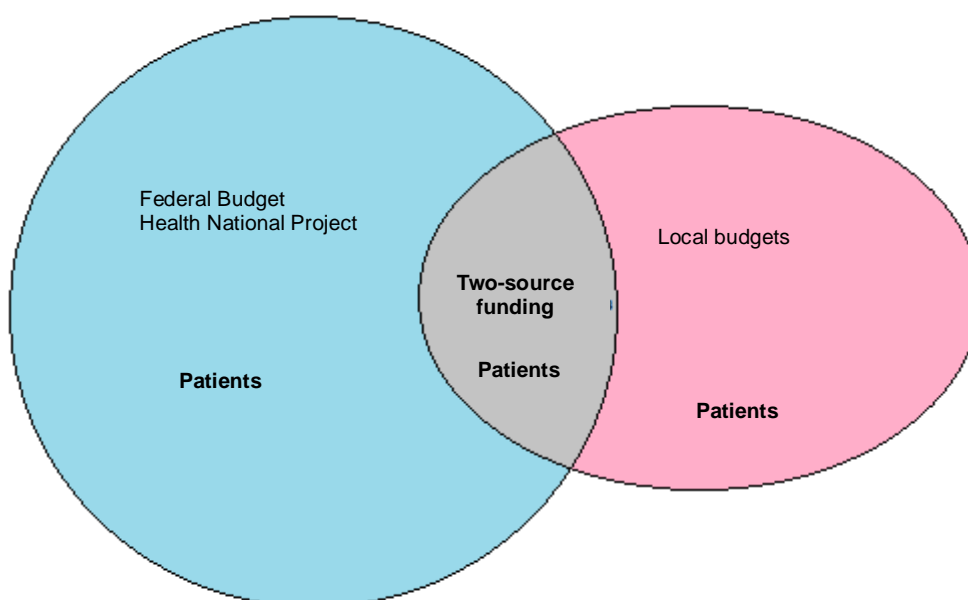 Federal Budget
Health National Project
Patients
Two-source
funding
Patients
Local budgets
Patients